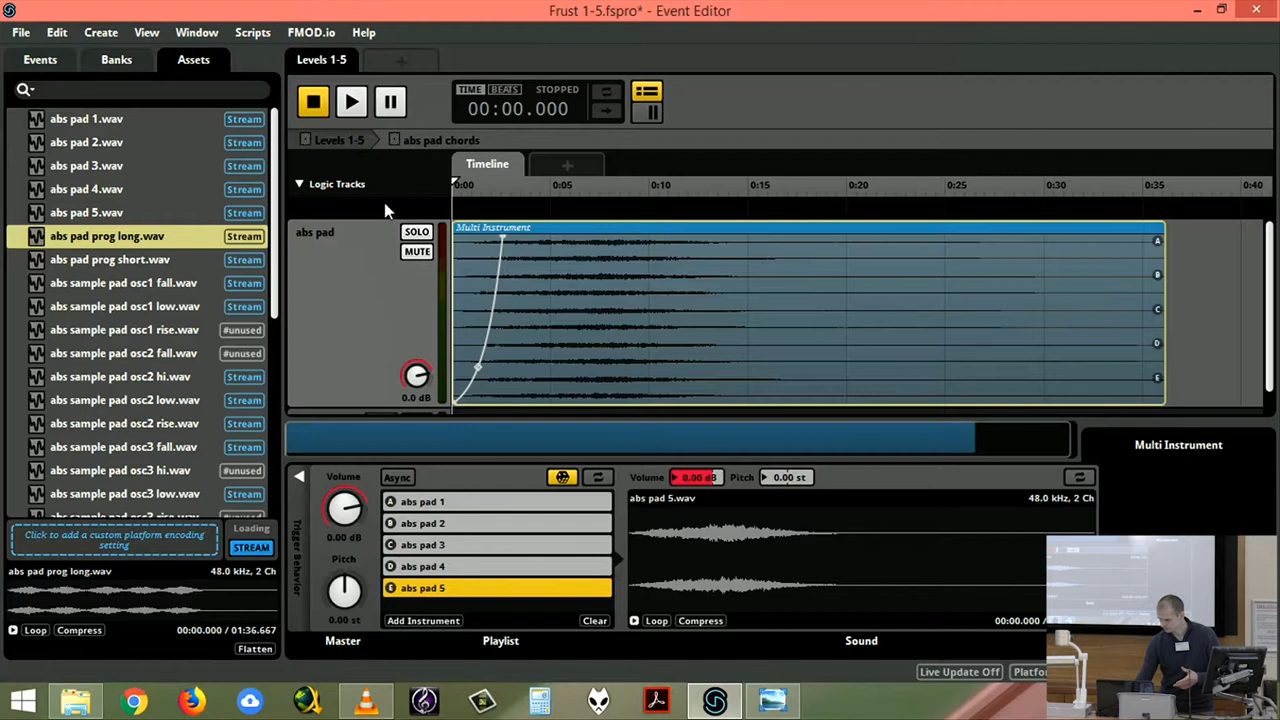 Frust 1-5.fspro* - Event Editor
File Edit Create View Window Scripts FMOD.io Help
Events Banks Assets
Levels 1-5
TIME BEATS STOPPED
00:00.000
Levels 1-5 abs pad chords
Timeline
Logic Tracks
0:00 0:05 0:10 0:15 0:20 0:25 0:30 0:35 0:40
abs pad 1.wav Stream
abs pad 2.wav Stream
abs pad 3.wav Stream
abs pad 4.wav Stream
abs pad 5.wav Stream
abs pad prog long.wav Stream
abs pad prog short.wav Stream
abs sample pad osc1 fall.wav Stream
abs sample pad osc1 low.wav Stream
abs sample pad osc1 rise.wav #unused
abs sample pad osc2 fall.wav #unused
abs sample pad osc2 hi.wav Stream
abs sample pad osc2 low.wav Stream
abs sample pad osc2 rise.wav Stream
abs sample pad osc3 fall.wav Stream
abs sample pad osc3 hi.wav #unused
abs sample pad osc3 low.wav Stream
abs sample pad osc3 rise.wav #unused
abs pad
SOLO
MUTE
0.0 dB
Multi Instrument
A
B
C
D
E
Click to add a custom platform encoding
setting
Loading
STREAM
abs pad prog long.wav 48.0 kHz, 2 Ch
Loop Compress 00:00.000 / 01:36.667
Flatten
Multi Instrument
Trigger Behavior
Volume
0.00 dB
Pitch
0.00 st
Master
Async
A abs pad 1
B abs pad 2
C abs pad 3
D abs pad 4
E abs pad 5
Add Instrument Clear
Playlist
Volume 0.00 dB Pitch 0.00 st
abs pad 5.wav 48.0 kHz, 2 Ch
Loop Compress 00:00.000 /
Sound
Live Update Off